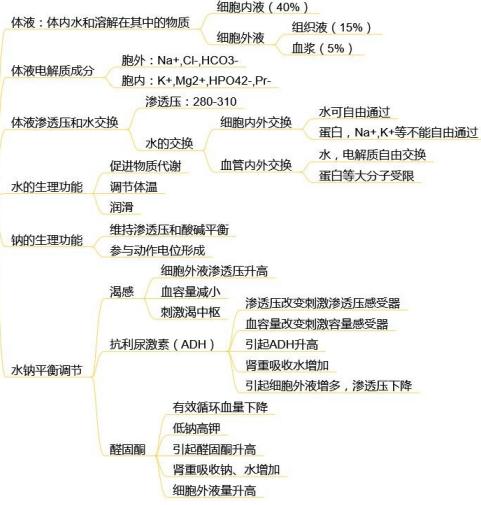 体液：体内水和溶解在其中的物质
细胞内液（40%）
细胞外液
组织液（15%）
血浆（5%）
体液电解质成分
胞外：Na+,Cl-,HCO3-
胞内：K+,Mg2+,HPO42-,Pr-
体液渗透压和水交换
渗透压：280-310
水的交换
细胞内外交换
水可自由通过
蛋白，Na+,K+等不能自由通过
血管内外交换
水，电解质自由交换
蛋白等大分子受限
水的生理功能
促进物质代谢
调节体温
润滑
钠的生理功能
维持渗透压和酸碱平衡
参与动作电位形成
水钠平衡调节
渴感
细胞外液渗透压升高
血容量减小
刺激渴中枢
抗利尿激素（ADH）
渗透压改变刺激渗透压感受器
血容量改变刺激容量感受器
引起ADH升高
肾重吸收水增加
引起细胞外液增多，渗透压下降
醛固酮
有效循环血量下降
低钠高钾
引起醛固酮升高
肾重吸收钠、水增加
细胞外液量升高